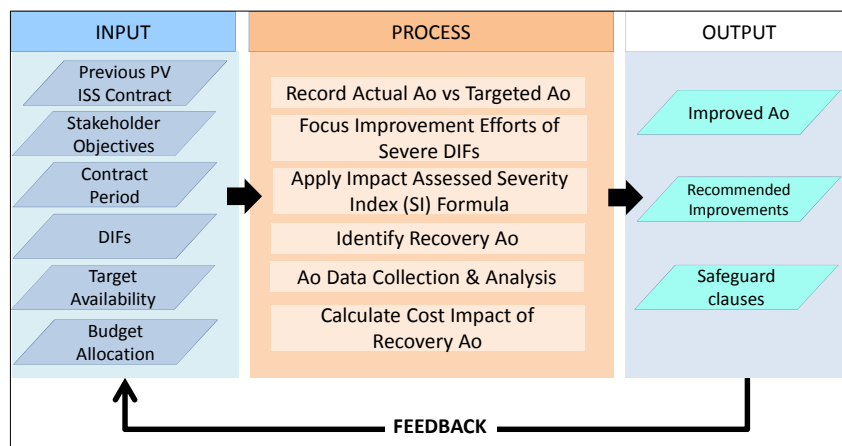 INPUT
Previous PV
ISS Contract
Stakeholder
Objectives
Contract
Period
DIFs
Target
Availability
Budget
Allocation
PROCESS
Record Actual Ao vs Targeted Ao
Focus Improvement Efforts of
Severe DIFs
Apply Impact Assessed Severity
Index (SI) Formula
Identify Recovery Ao
Ao Data Collection & Analysis
Calculate Cost Impact of
Recovery Ao
OUTPUT
Improved Ao
Recommended
Improvements
Safeguard
clauses
FEEDBACK